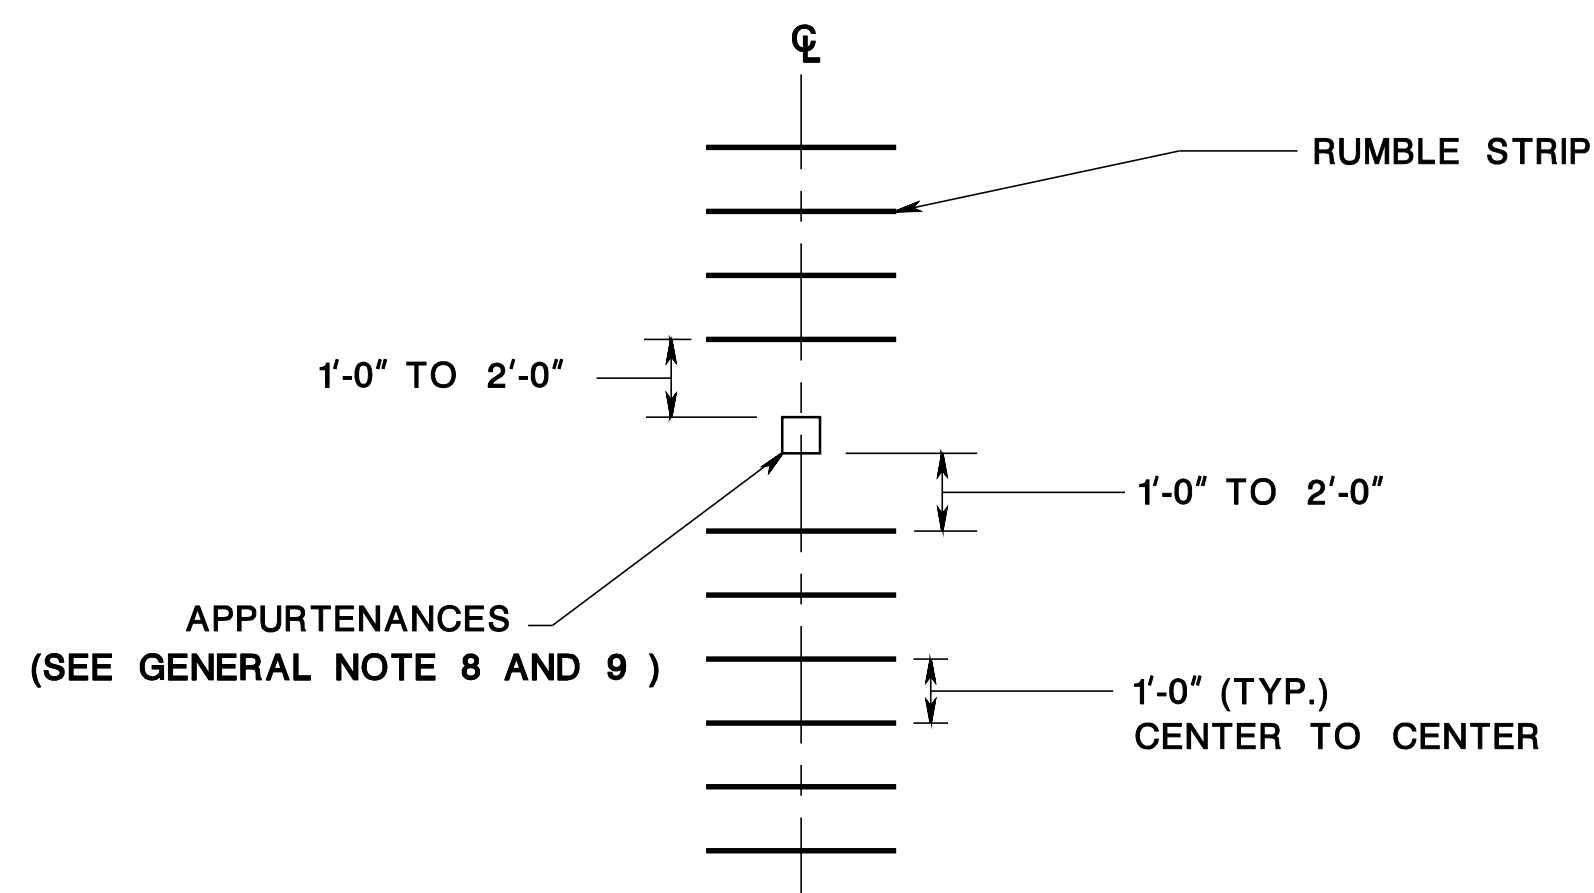 ℄
RUMBLE STRIP
1'-0" TO 2'-0"
1'-0" TO 2'-0"
APPURTENANCES
(SEE GENERAL NOTE 8 AND 9 )
1'-0" (TYP.)
CENTER TO CENTER